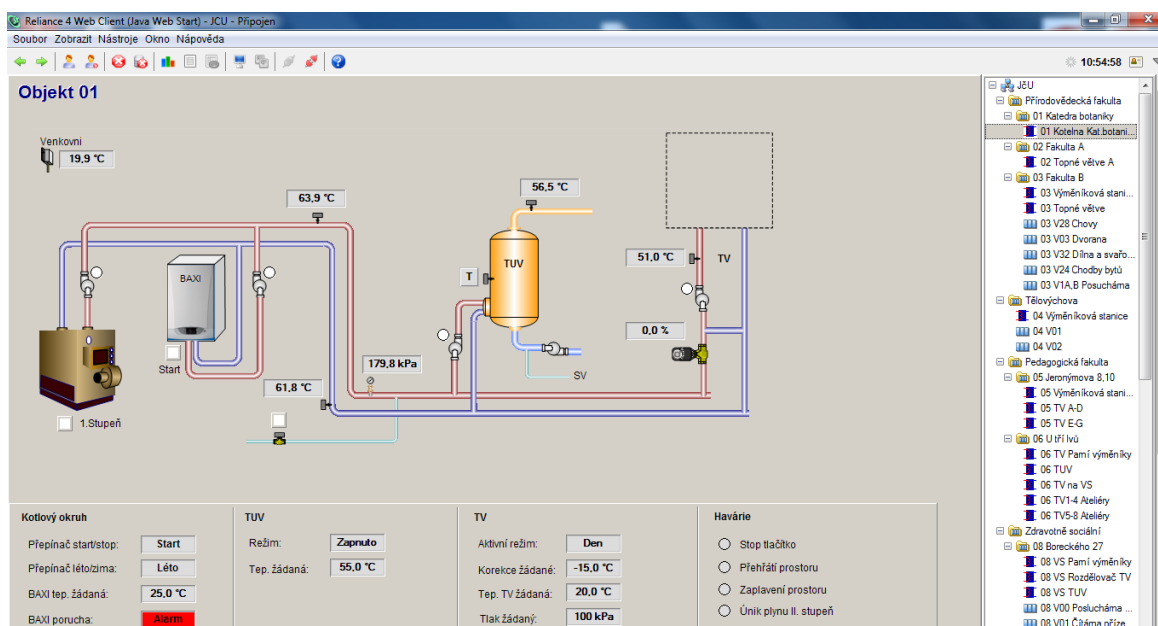 Reliance 4 Web Client (Java Web Start) - JCU - Připojen
Soubor Zobrazit Nástroje Okno Nápověda
10:54:58
Objekt 01
Venkovni
19,9 °C
63,9 °C
56,5 °C
BAXI
TUV
T
51,0 °C
TV
0,0 %
Start
179,8 kPa
SV
61,8 °C
1.Stupeň
Kotlový okruh
Přepínač start/stop: Start
Přepínač léto/zima: Léto
BAXI tep. žádaná: 25,0 °C
BAXI porucha: Alarm
TUV
Režim: Zapnuto
Tep. žádaná: 55,0 °C
TV
Aktivní režim: Den
Korekce žádané: -15,0 °C
Tep. TV žádaná: 20,0 °C
Tlak žádaný: 100 kPa
Havárie
Stop tlačítko
Přehřátí prostoru
Zaplavení prostoru
Únik plynu II. stupeň
JčU
Přírodovědecká fakulta
01 Katedra botaniky
01 Kotelna Kat.botani...
02 Fakulta A
02 Topné větve A
03 Fakulta B
03 Výměníková stani...
03 Topné větve
03 V28 Chovy
03 V03 Dvorana
03 V32 Dílna a svařo...
03 V24 Chodby bytů
03 V1A,B Posucháma
Tělovýchova
04 Výměníková stanice
04 V01
04 V02
Pedagogická fakulta
05 Jeronýmova 8,10
05 Výměníková stani...
05 TV A-D
05 TV E-G
06 U tří lvů
06 TV Parní výměníky
06 TUV
06 TV na VS
06 TV1-4 Ateliéry
06 TV5-8 Ateliéry
Zdravotně sociální
08 Boreckého 27
08 VS Parní výměníky
08 VS Rozdělovač TV
08 VS TUV
08 V00 Poslucháma ...
08 V01 Čítárna příze...